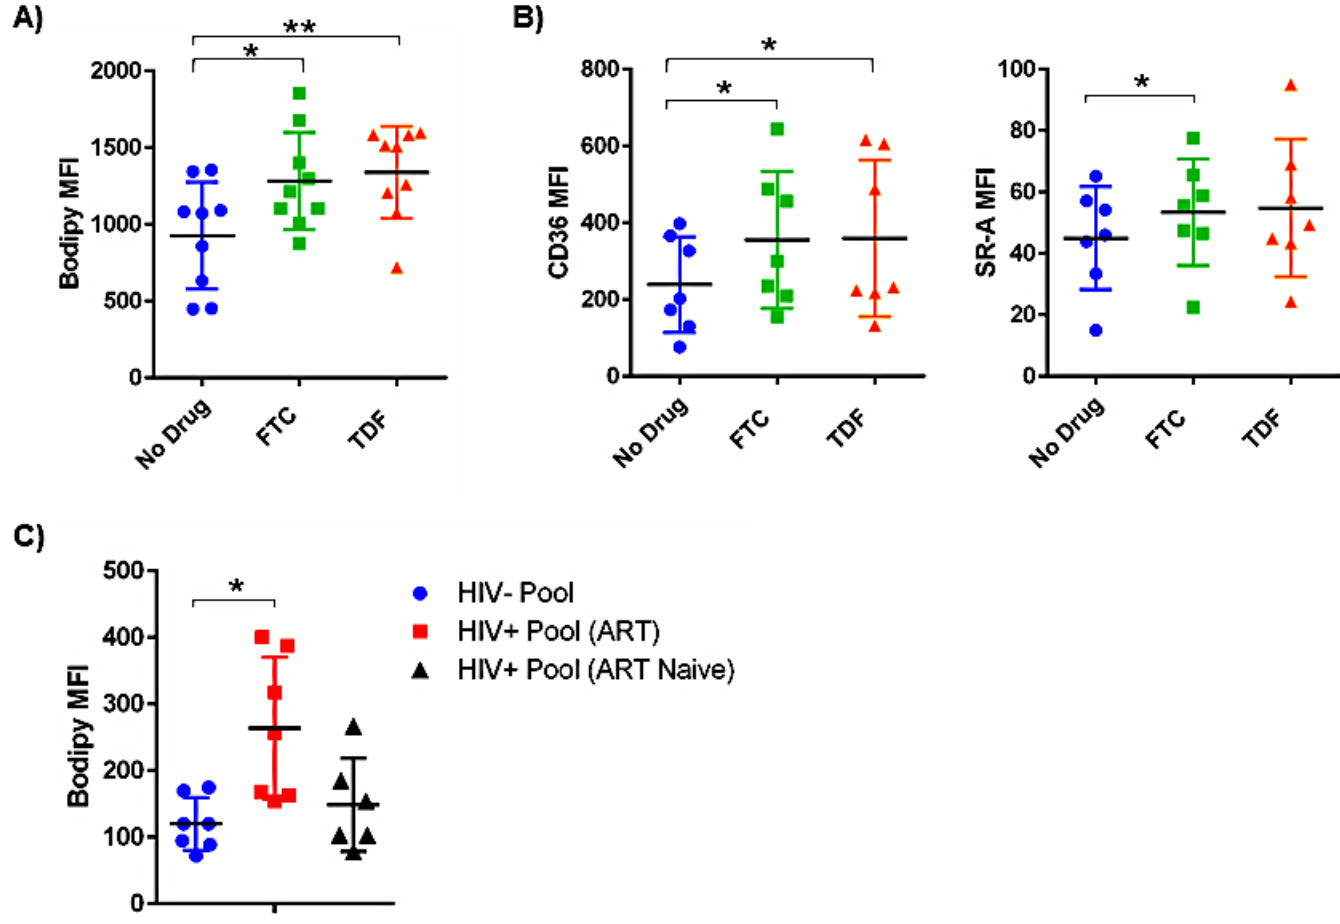 A)
**
*
2000
1500
1000
500
0
Bodipy MFI
No Drug
FTC
TDF
B)
*
*
800
600
400
200
0
CD36 MFI
No Drug
FTC
TDF
*
100
80
60
40
20
0
SR-A MFI
No Drug
FTC
TDF
C)
*
500
400
300
200
100
0
Bodipy MFI
HIV- Pool
HIV+ Pool (ART)
HIV+ Pool (ART Naive)